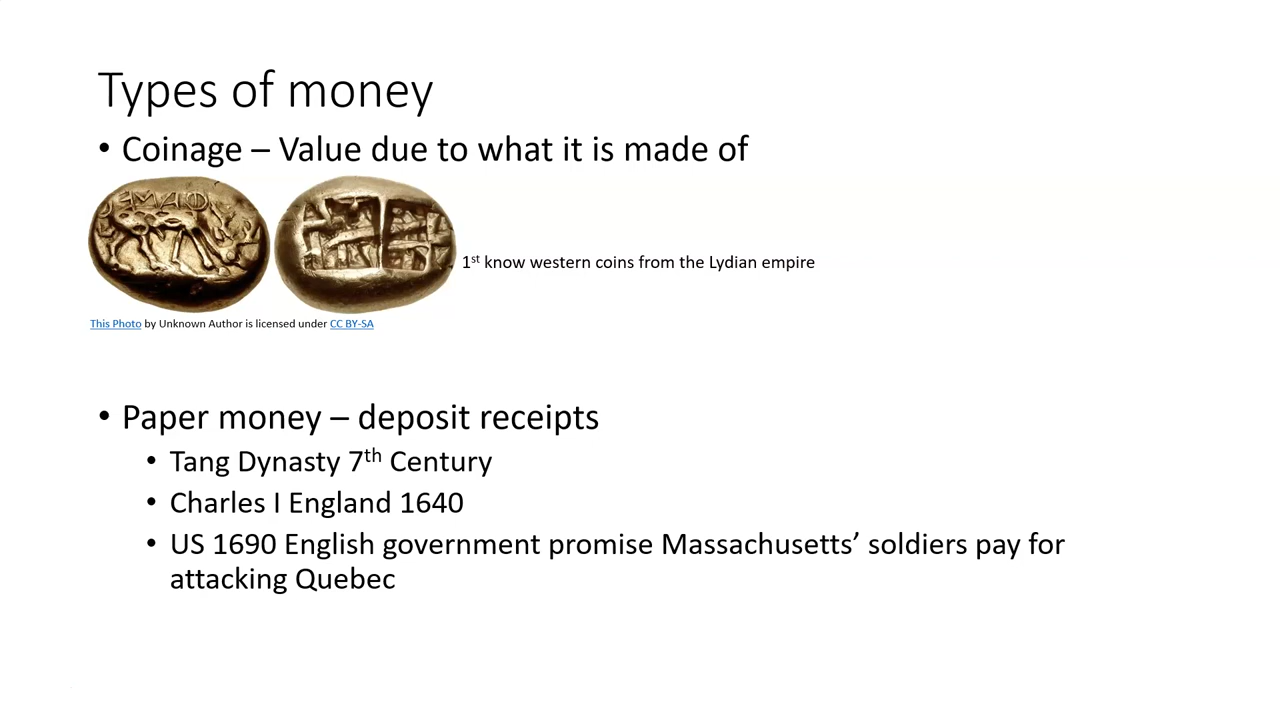 Types of money
• Coinage – Value due to what it is made of
1st know western coins from the Lydian empire
This Photo by Unknown Author is licensed under CC BY-SA
• Paper money – deposit receipts
• Tang Dynasty 7th Century
• Charles I England 1640
• US 1690 English government promise Massachusetts’ soldiers pay for
attacking Quebec